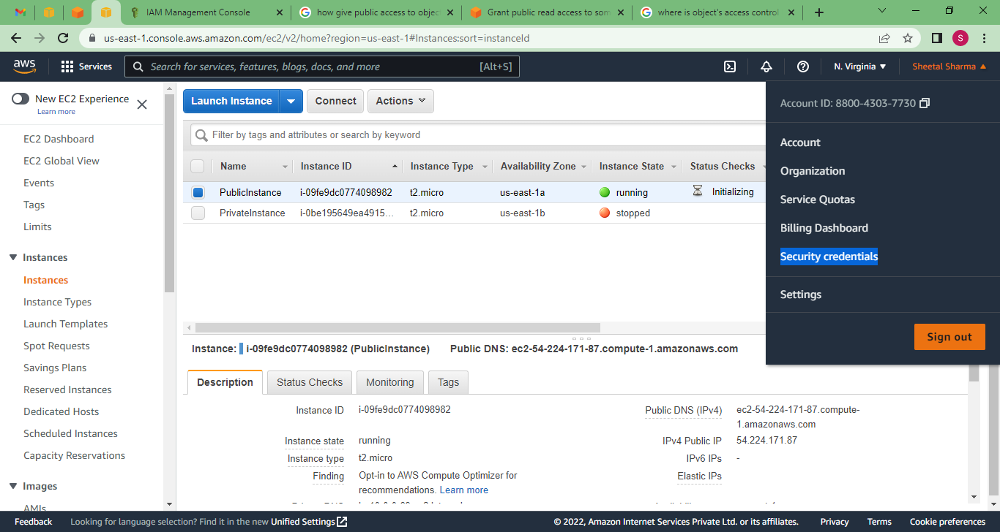 IAM Management Console
how give public access to objec
Grant public read access to som
where is object's access control
us-east-1.console.aws.amazon.com/ec2/v2/home?region=us-east-1#Instances:sort=instanceId
S
aws
Services
Search for services, features, blogs, docs, and more
[Alt+S]
N. Virginia
Sheetal Sharma
New EC2 Experience
Learn more
EC2 Dashboard
EC2 Global View
Events
Tags
Limits
Instances
Instances
Instance Types
Launch Templates
Spot Requests
Savings Plans
Reserved Instances
Dedicated Hosts
Scheduled Instances
Capacity Reservations
Images
AMIs
Launch Instance
Connect
Actions
Filter by tags and attributes or search by keyword
Name Instance ID Instance Type Availability Zone Instance State Status Checks
PublicInstance i-09fe9dc0774098982 t2.micro us-east-1a running Initializing
PrivateInstance i-0be195649ea4915... t2.micro us-east-1b stopped
Account ID: 8800-4303-7730
Account
Organization
Service Quotas
Billing Dashboard
Security credentials
Settings
Sign out
Instance: i-09fe9dc0774098982 (PublicInstance) Public DNS: ec2-54-224-171-87.compute-1.amazonaws.com
Description Status Checks Monitoring Tags
Instance ID i-09fe9dc0774098982
Instance state running
Instance type t2.micro
Finding Opt-in to AWS Compute Optimizer for
recommendations. Learn more
Public DNS (IPv4) ec2-54-224-171-87.compute-
1.amazonaws.com
IPv4 Public IP 54.224.171.87
IPv6 IPs -
Elastic IPs
Feedback
Looking for language selection? Find it in the new Unified Settings
© 2022, Amazon Internet Services Private Ltd. or its affiliates.
Privacy Terms Cookie preferences